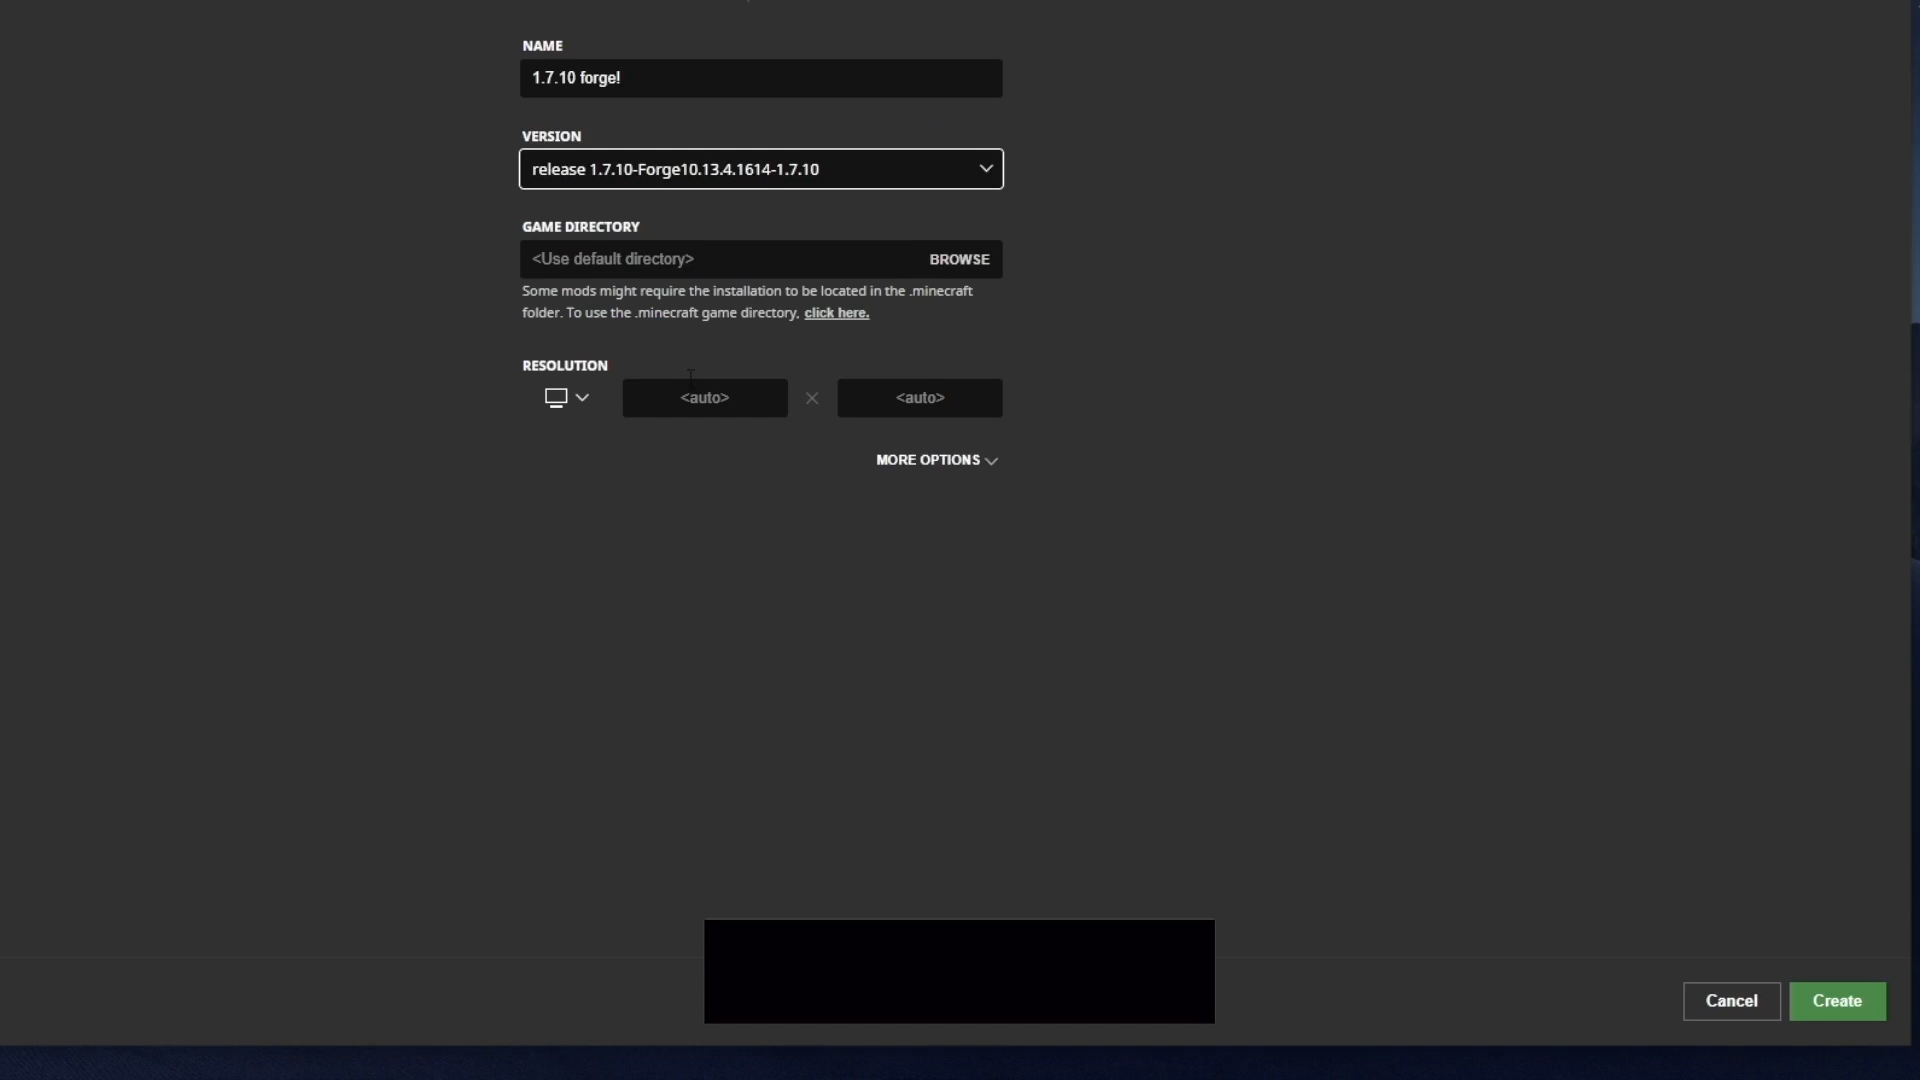 NAME
1.7.10 forge!
VERSION
release 1.7.10-Forge10.13.4.1614-1.7.10
GAME DIRECTORY
<Use default directory> BROWSE
Some mods might require the installation to be located in the .minecraft
folder. To use the .minecraft game directory, click here.
RESOLUTION
<auto> <auto>
MORE OPTIONS
Cancel Create